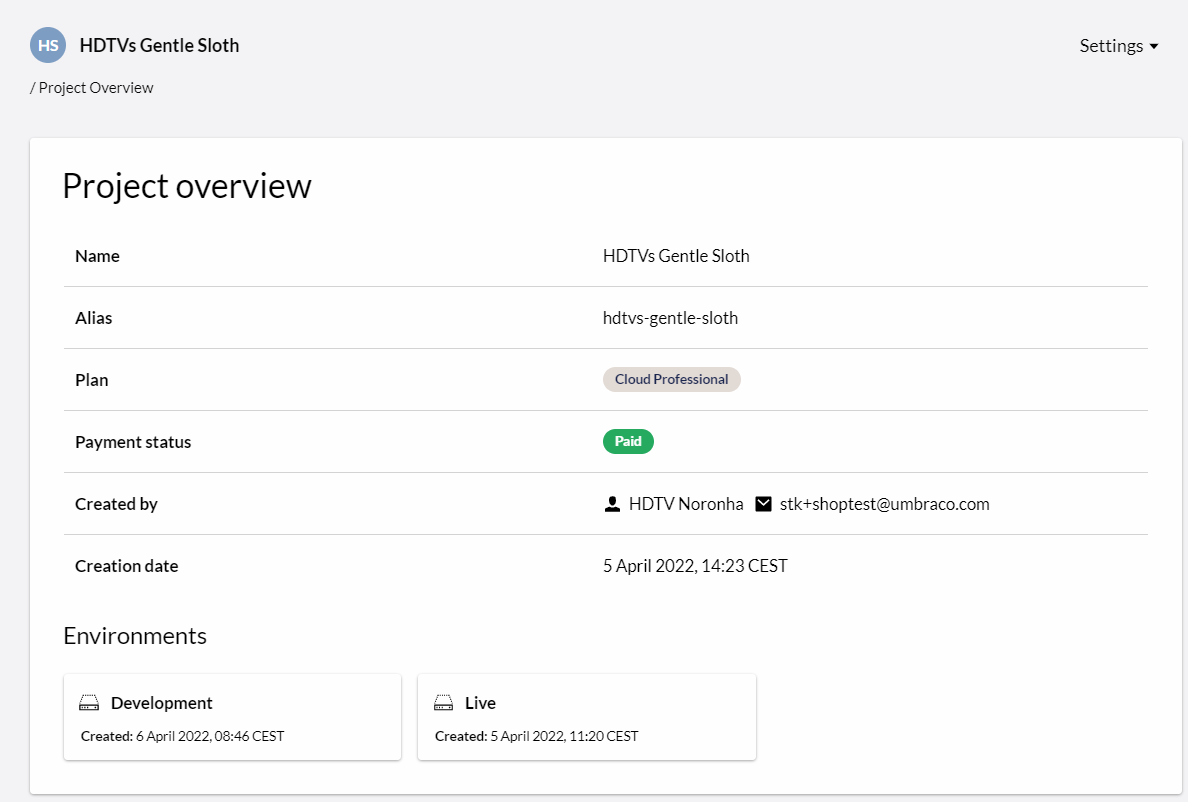 HS HDTVs Gentle Sloth
Settings
/ Project Overview
Project overview
Name HDTVs Gentle Sloth
Alias hdtvs-gentle-sloth
Plan Cloud Professional
Payment status Paid
Created by HDTV Noronha stk+shoptest@umbraco.com
Creation date 5 April 2022, 14:23 CEST
Environments
Development
Created: 6 April 2022, 08:46 CEST
Live
Created: 5 April 2022, 11:20 CEST